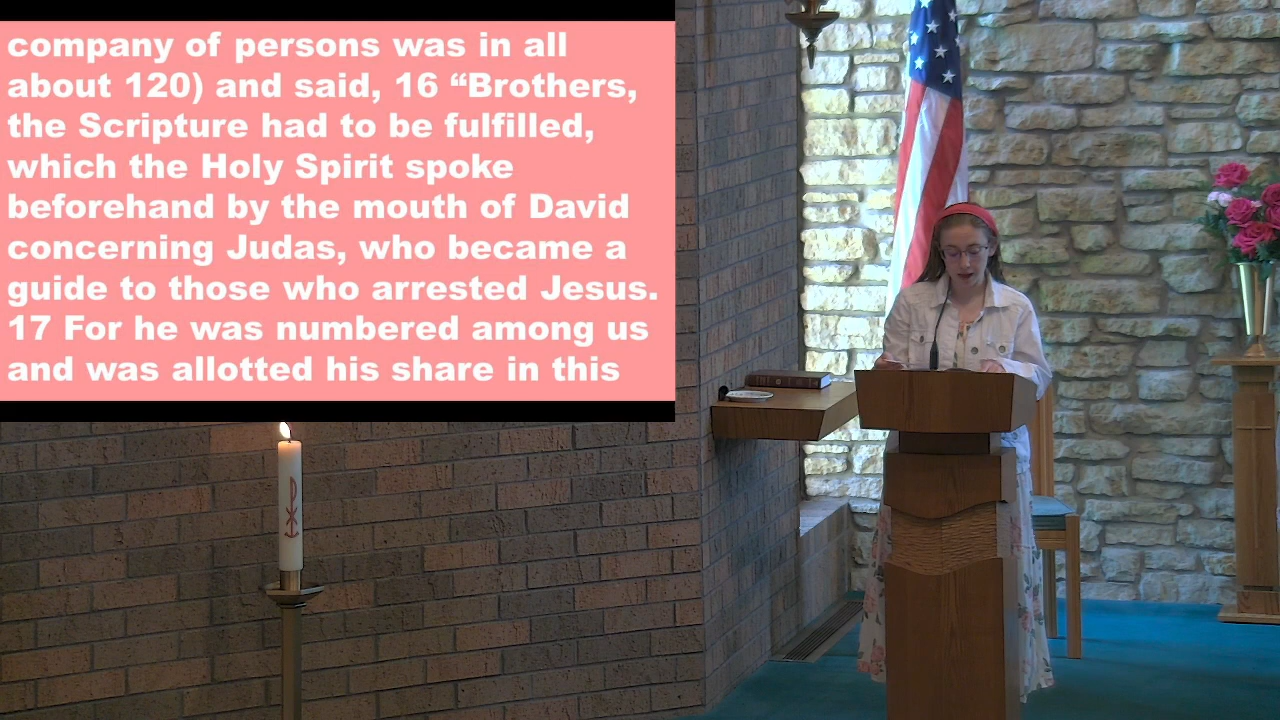 company of persons was in all
about 120) and said, 16 “Brothers,
the Scripture had to be fulfilled,
which the Holy Spirit spoke
beforehand by the mouth of David
concerning Judas, who became a
guide to those who arrested Jesus.
17 For he was numbered among us
and was allotted his share in this